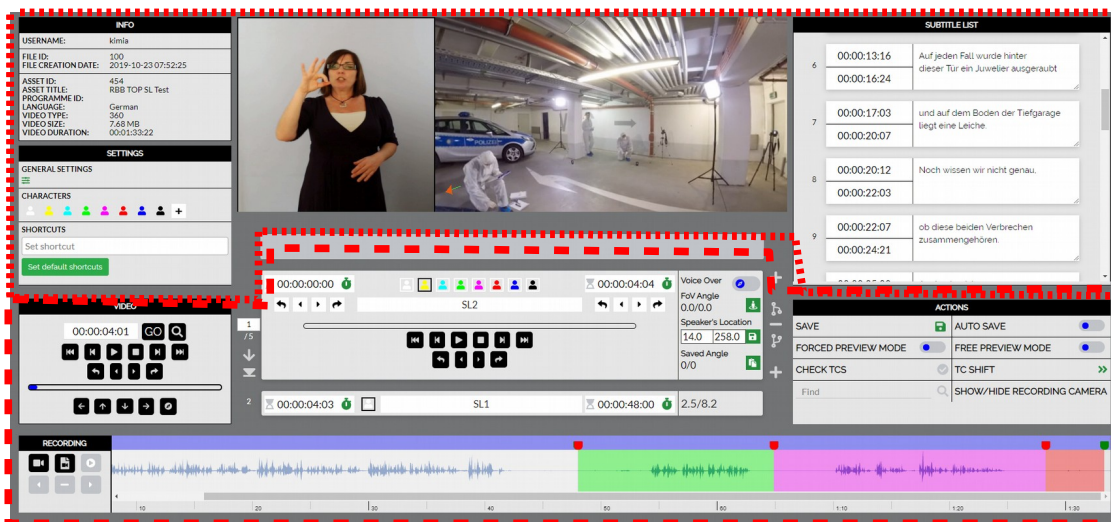 INFO
USERNAME: kimia
FILE ID: 100
FILE CREATION DATE: 2019-10-23 07:52:25
ASSET ID: 454
ASSET TITLE: RBB TOP SL Test
PROGRAMME ID:
LANGUAGE: German
VIDEO TYPE: 360
VIDEO SIZE: 7.68 MB
VIDEO DURATION: 00:01:33:22
SETTINGS
GENERAL SETTINGS
CHARACTERS
+
SHORTCUTS
Set shortcut
Set default shortcuts
POLIZEI
SUBTITLE LIST
6 00:00:13:16 Auf jeden Fall wurde hinter
00:00:16:24 dieser Tür ein Juwelier ausgeraubt
7 00:00:17:03 und auf dem Boden der Tiefgarage
00:00:20:07 liegt eine Leiche.
8 00:00:20:12 Noch wissen wir nicht genau,
00:00:22:03
9 00:00:22:07 ob diese beiden Verbrechen
00:00:24:21 zusammengehören.
VIDEO
00:00:04:01 GO
1
/5
00:00:00:00 00:00:04:04
SL2
Voice Over
FoV Angle
0.0/0.0
Speaker's Location
14.0 258.0
Saved Angle
0/0
2 00:00:04:03 SL1 00:00:48:00 2.5/8.2
ACTIONS
SAVE AUTO SAVE
FORCED PREVIEW MODE FREE PREVIEW MODE
CHECK TCS TC SHIFT
Find SHOW/HIDE RECORDING CAMERA
RECORDING
10 20 30 40 50 60 1:10 1:20 1:30